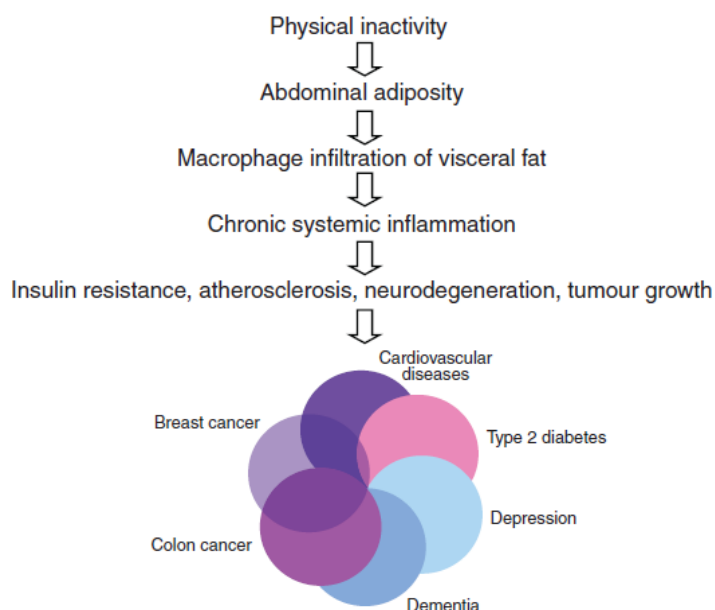 Physical inactivity
Abdominal adiposity
Macrophage infiltration of visceral fat
Chronic systemic inflammation
Insulin resistance, atherosclerosis, neurodegeneration, tumour growth
Cardiovascular
diseases
Breast cancer
Type 2 diabetes
Depression
Colon cancer
Dementia